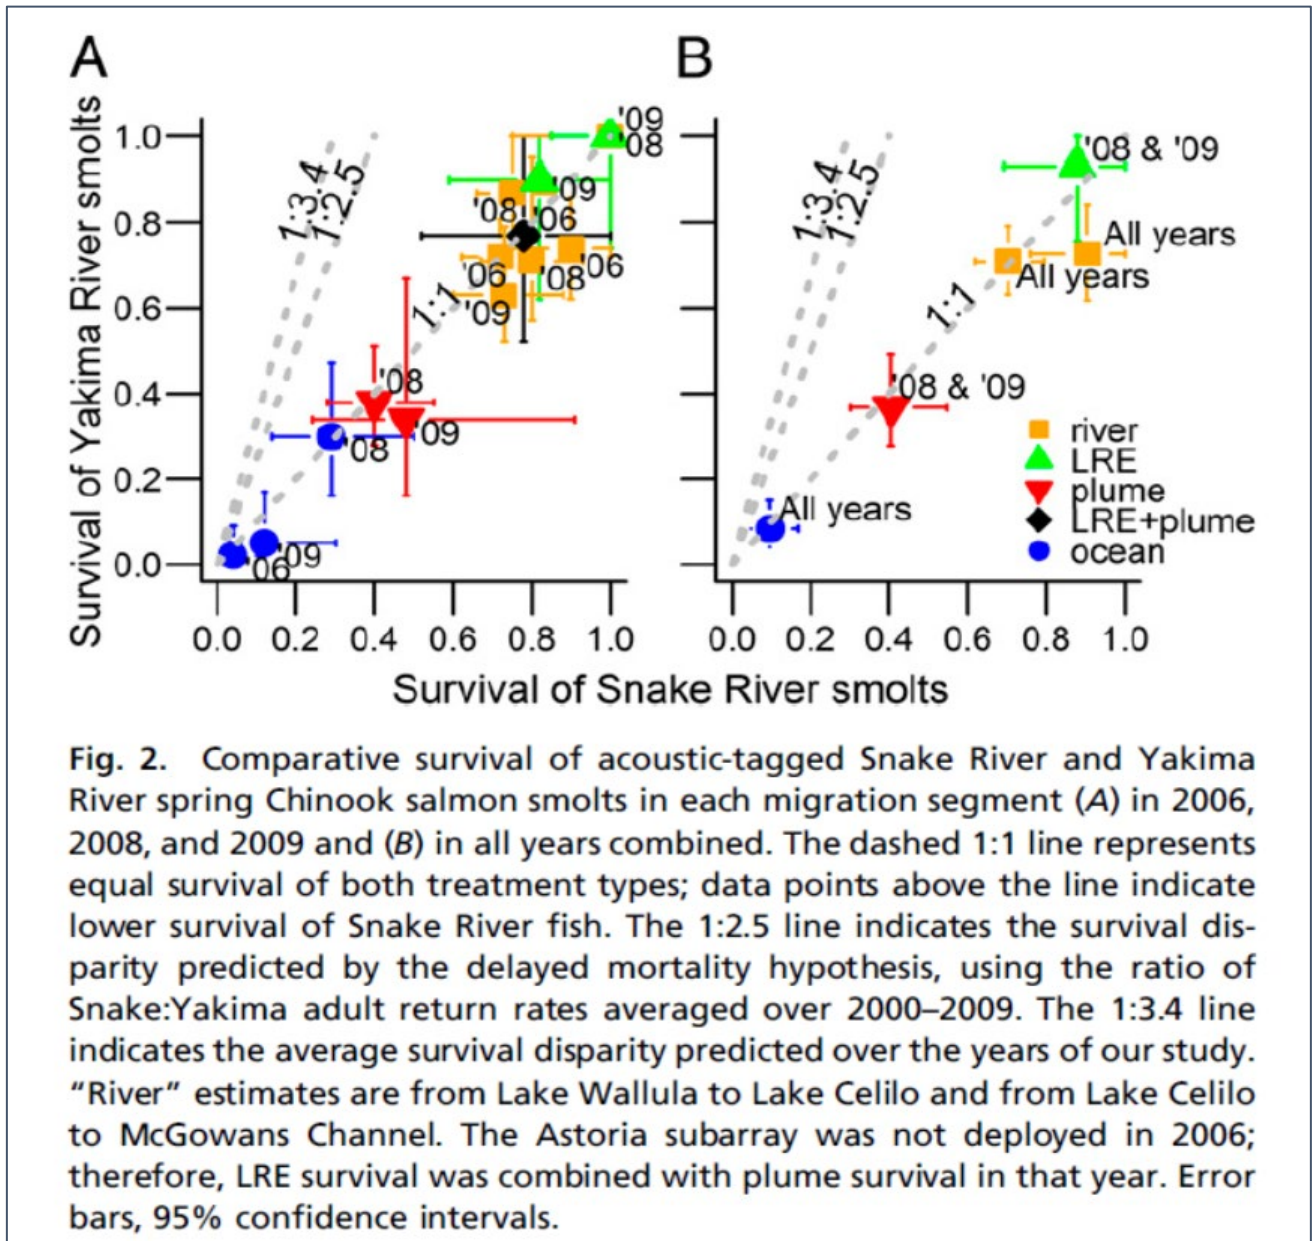 A
B
Survival of Yakima River smolts
1.0
0.8
0.6
0.4
0.2
0.0
1:3.4
1:2.5
1:1
'09
'08
'09
'08
'06
'06
'08
'06
'09
'08
'09
'08
'09
'06
0.0 0.2 0.4 0.6 0.8 1.0
1:3.4
1:2.5
1:1
'08 & '09
All years
All years
'08 & '09
All years
river
LRE
plume
LRE+plume
ocean
0.0 0.2 0.4 0.6 0.8 1.0
Survival of Snake River smolts
Fig. 2. Comparative survival of acoustic-tagged Snake River and Yakima
River spring Chinook salmon smolts in each migration segment (A) in 2006,
2008, and 2009 and (B) in all years combined. The dashed 1:1 line represents
equal survival of both treatment types; data points above the line indicate
lower survival of Snake River fish. The 1:2.5 line indicates the survival dis-
parity predicted by the delayed mortality hypothesis, using the ratio of
Snake:Yakima adult return rates averaged over 2000–2009. The 1:3.4 line
indicates the average survival disparity predicted over the years of our study.
“River” estimates are from Lake Wallula to Lake Celilo and from Lake Celilo
to McGowans Channel. The Astoria subarray was not deployed in 2006;
therefore, LRE survival was combined with plume survival in that year. Error
bars, 95% confidence intervals.